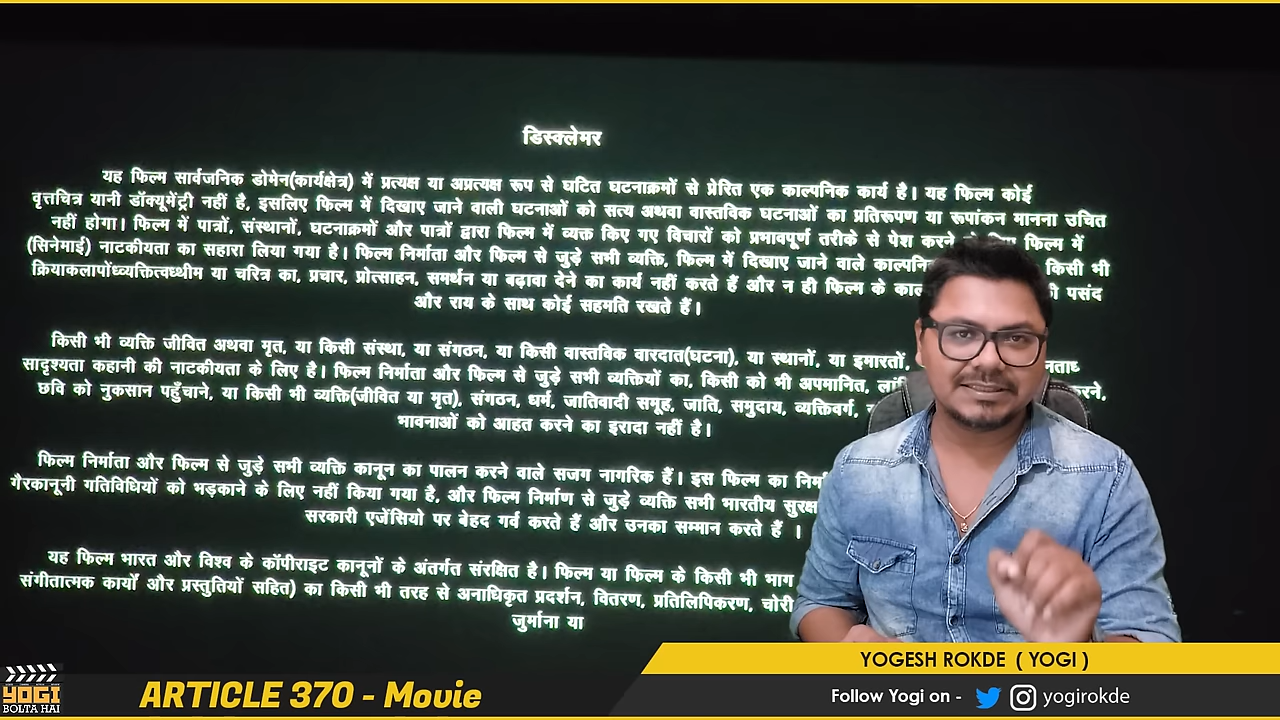 डिस्क्लेमर
यह फिल्म सार्वजनिक डोमेन(कार्यक्षेत्र) में प्रत्यक्ष या अप्रत्यक्ष रूप से घटित घटनाक्रमों से प्रेरित एक काल्पनिक कार्य है। यह फिल्म कोई
वृत्तचित्र यानी डॉक्यूमेंट्री नहीं है, इसलिए फिल्म में दिखाए जाने वाली घटनाओं को सत्य अथवा वास्तविक घटनाओं का प्रतिरूपण या रूपांकन मानना उचित
नहीं होगा। फिल्म में पात्रों, संस्थानों, घटनाक्रमों और पात्रों द्वारा फिल्म में व्यक्त किए गए विचारों को प्रभावपूर्ण तरीके से पेश करने फिल्म में
(सिनेमाई) नाटकीयता का सहारा लिया गया है। फिल्म निर्माता और फिल्म से जुड़े सभी व्यक्ति, फिल्म में दिखाए जाने वाले किसी भी
क्रियाकलापोंध्व्यक्तित्वध्थीम या चरित्र का, प्रचार, प्रोत्साहन, समर्थन या बढ़ावा देने का कार्य नहीं करते हैं और न ही फिल्म के पसंद
और राय के साथ कोई सहमति रखते हैं।
किसी भी व्यक्ति जीवित अथवा मृत, या किसी संस्था, या संगठन, या किसी वास्तविक वारदात(घटना), या स्थानों, या इमारतों,
सादृश्यता कहानी की नाटकीयता के लिए है। फिल्म निर्माता और फिल्म से जुड़े सभी व्यक्तियों का, किसी को भी अपमानित, करने,
छवि को नुकसान पहुँचाने, या किसी भी व्यक्ति(जीवित या मृत), संगठन, धर्म, जातिवादी समूह, जाति, समुदाय, व्यक्तिवर्ग,
भावनाओं को आहत करने का इरादा नहीं है।
फिल्म निर्माता और फिल्म से जुड़े सभी व्यक्ति कानून का पालन करने वाले सजग नागरिक हैं। इस फिल्म का
गैरकानूनी गतिविधियों को भड़काने के लिए नहीं किया गया है, और फिल्म निर्माण से जुड़े व्यक्ति सभी भारतीय
सरकारी एजेंसियो पर बेहद गर्व करते हैं और उनका सम्मान करते हैं ।
यह फिल्म भारत और विश्व के कॉपीराइट कानूनों के अंतर्गत संरक्षित है। फिल्म या फिल्म के किसी भी भाग
संगीतात्मक कार्यों और प्रस्तुतियों सहित) का किसी भी तरह से अनाधिकृत प्रदर्शन, वितरण, प्रतिलिपिकरण, चोरी
जुर्माना या
YOGESH ROKDE ( YOGI )
YOGI
BOLTA HAI
ARTICLE 370 - Movie
Follow Yogi on -
yogirokde